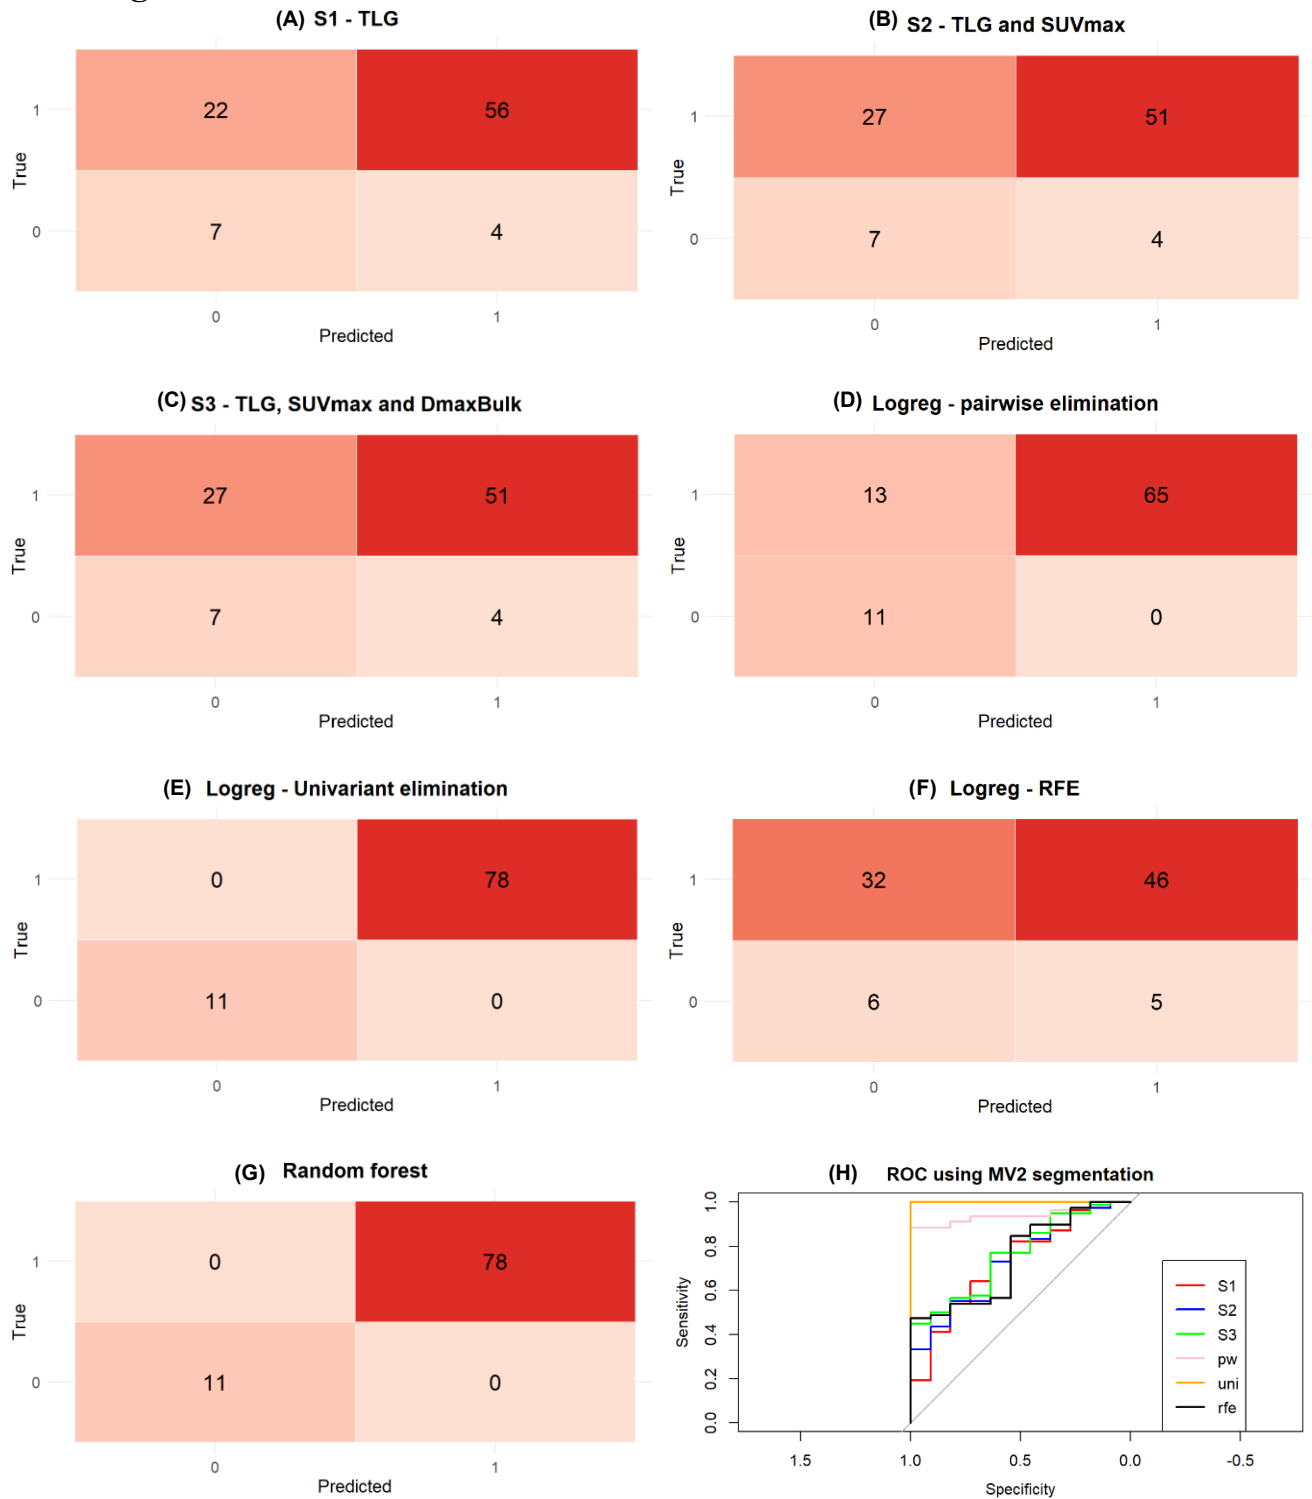 (A) S1 - TLG
1
22
56
True
0
7
4
0
1
Predicted
(B) S2 - TLG and SUVmax
1
27
51
True
0
7
4
0
1
Predicted
(C) S3 - TLG, SUVmax and DmaxBulk
1
27
51
True
0
7
4
0
1
Predicted
(D) Logreg - pairwise elimination
1
13
65
True
0
11
0
0
1
Predicted
(E) Logreg - Univariant elimination
1
0
78
True
0
11
0
0
1
Predicted
(F) Logreg - RFE
1
32
46
True
0
6
5
0
1
Predicted
(G) Random forest
1
0
78
True
0
11
0
0
1
Predicted
(H) ROC using MV2 segmentation
1.0
0.8
0.6
0.4
0.2
0.0
Sensitivity
S1
S2
S3
pw
uni
rfe
1.5
1.0
0.5
0.0
-0.5
Specificity